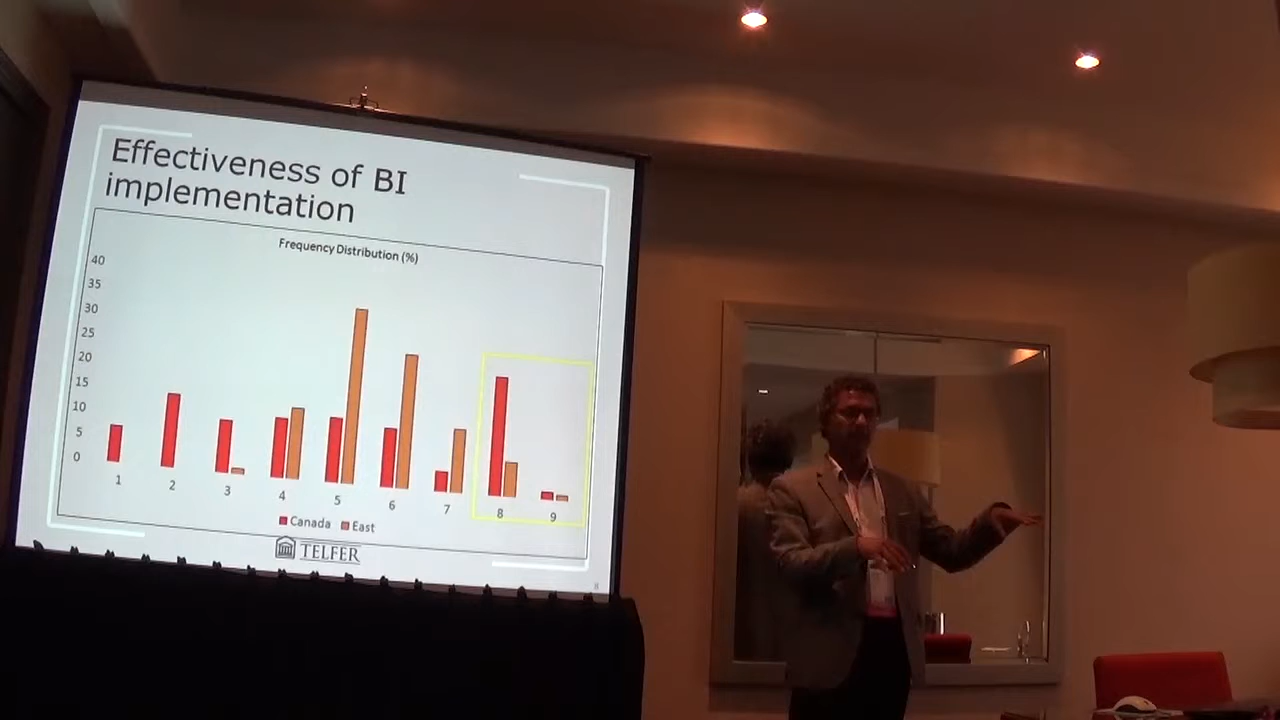 Effectiveness of BI
implementation
Frequency Distribution (%)
40
35
30
25
20
15
10
5
0
1 2 3 4 5 6 7 8 9
Canada East
TELFER
8